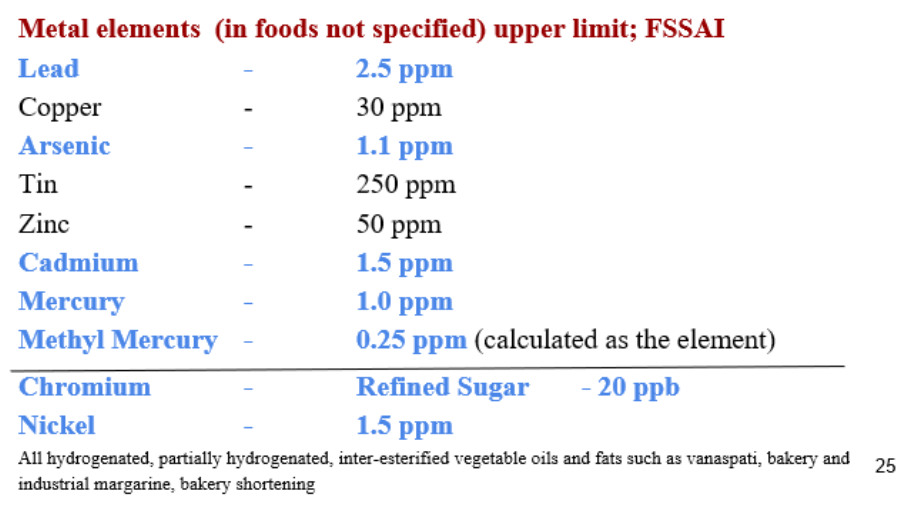 Metal elements (in foods not specified) upper limit; FSSAI
Lead - 2.5 ppm
Copper - 30 ppm
Arsenic - 1.1 ppm
Tin - 250 ppm
Zinc - 50 ppm
Cadmium - 1.5 ppm
Mercury - 1.0 ppm
Methyl Mercury - 0.25 ppm (calculated as the element)
Chromium - Refined Sugar - 20 ppb
Nickel - 1.5 ppm
All hydrogenated, partially hydrogenated, inter-esterified vegetable oils and fats such as vanaspati, bakery and
industrial margarine, bakery shortening
25